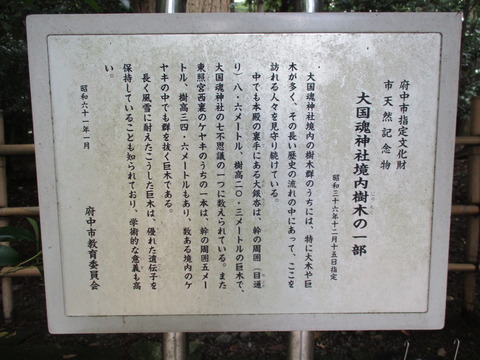 府中市指定文化財
市天然記念物
大国魂神社境内樹木の一部
昭和三十六年十二月十五日指定
大国魂神社境内の樹木群のうちには、特に大木や巨
木が多く、その長い歴史の流れの中にあって、ここを
訪れる人々を見守り続けている。
中でも本殿の裏手にある大銀杏は、幹の周囲（目通
り）八・六メートル、樹高二〇・三メートルの巨木で、
大国魂神社の七不思議の一つに数えられている。また
東照宮西裏のケヤキのうちの一本は、幹の周囲五メー
トル、樹高三四・六メートルもあり、数ある境内のケ
ヤキの中でも群を抜く巨木である。
長く風雪に耐えたこうした巨木は、優れた遺伝子を
保持していることも知られており、学術的な意義も高
い。
昭和六十一年一月
府中市教育委員会